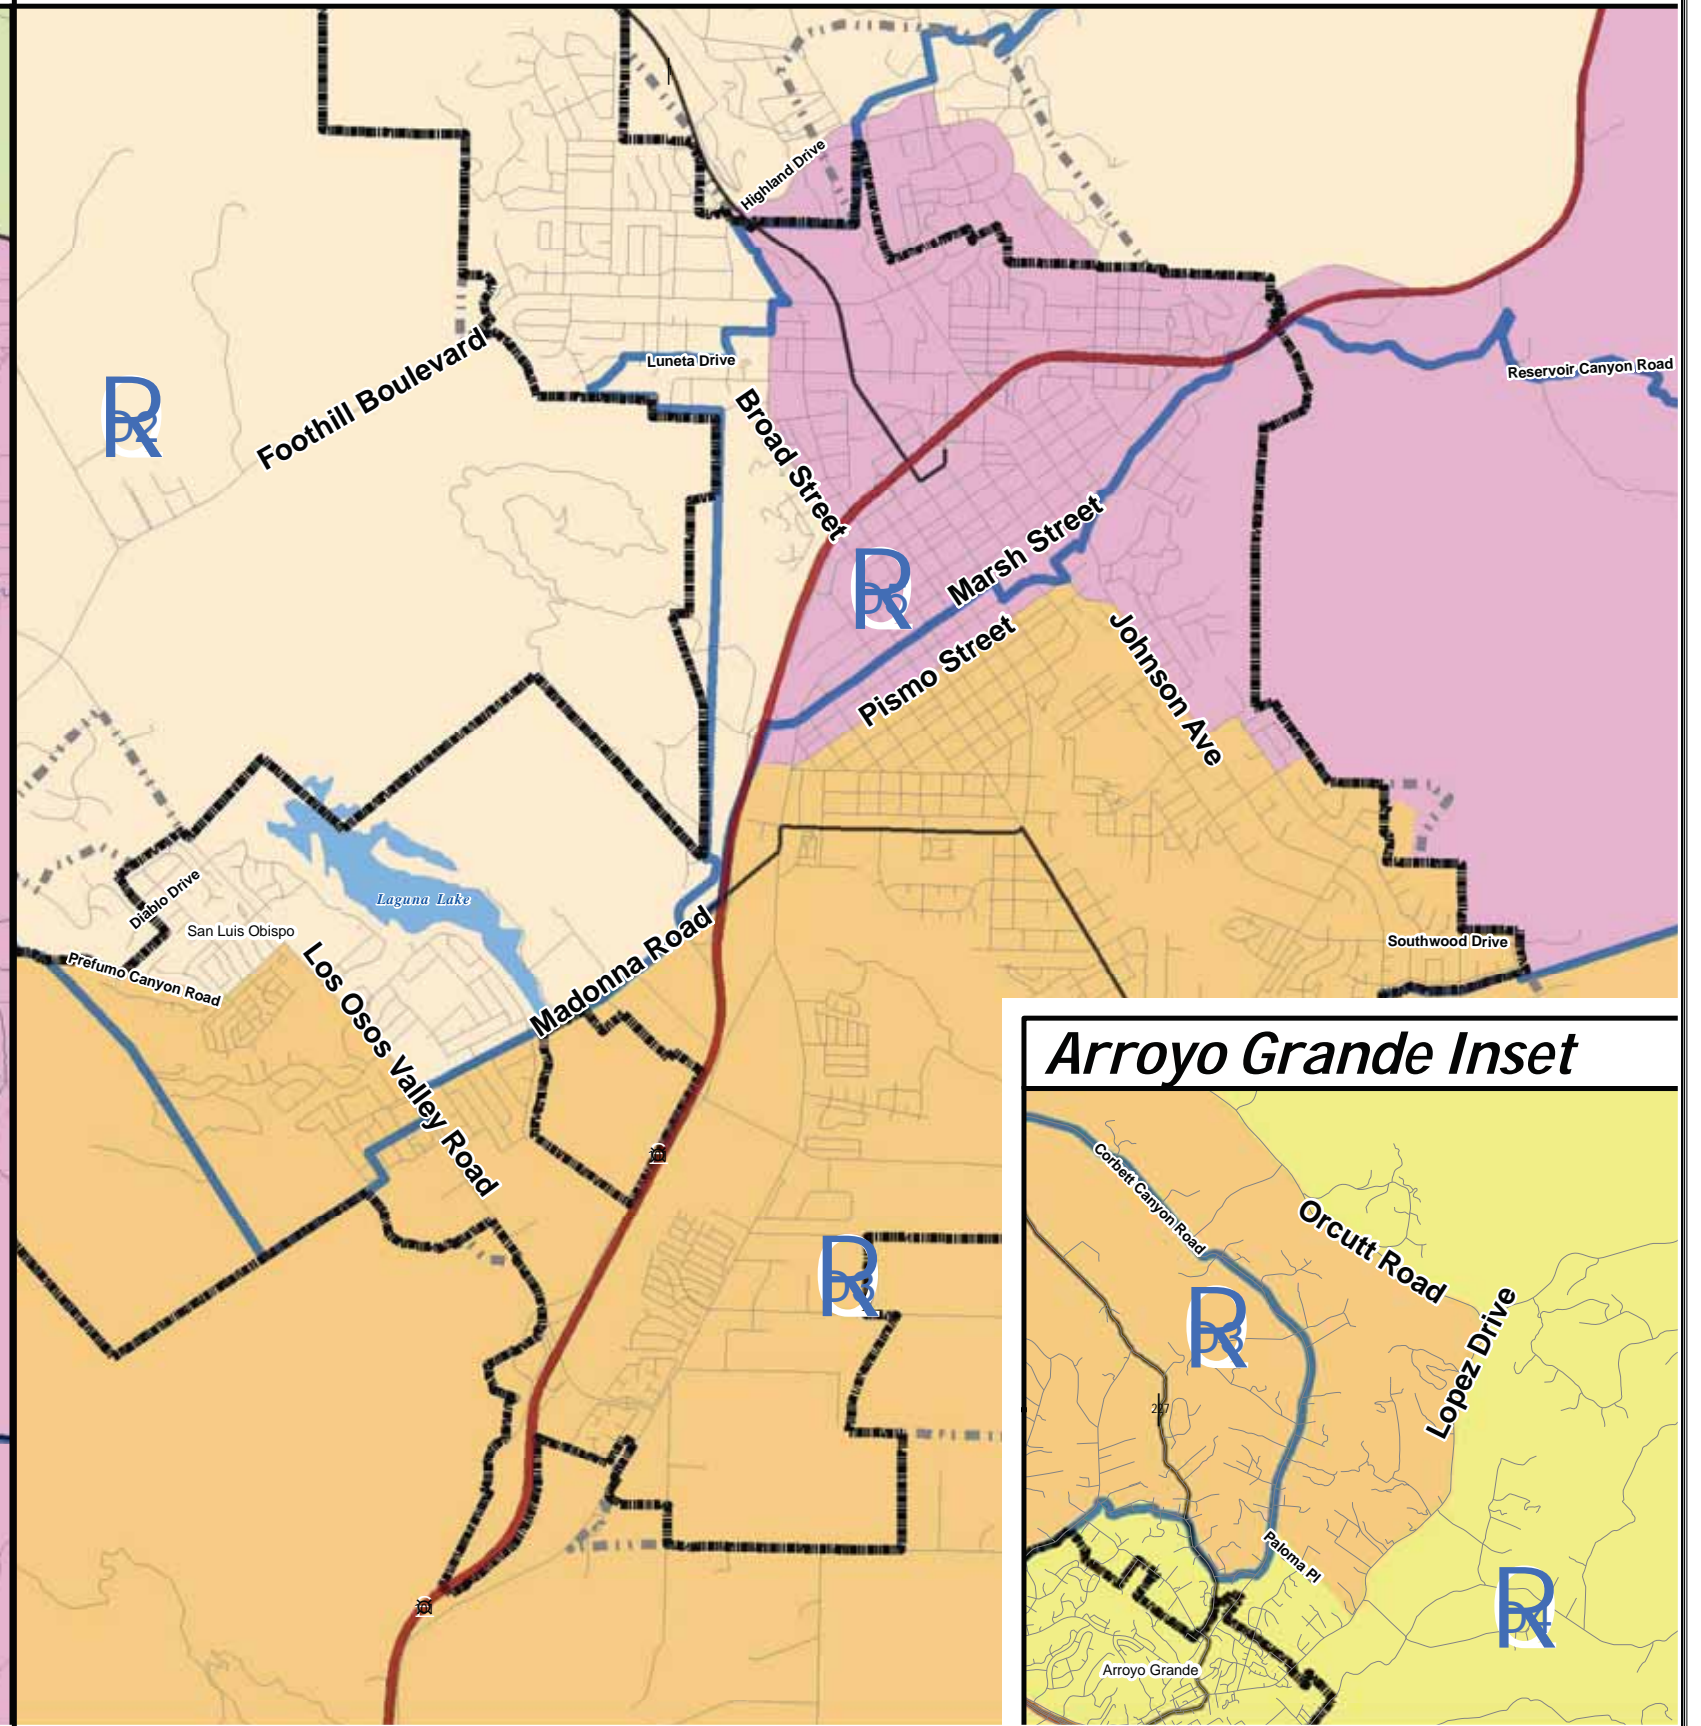 Highland Drive
Luneta Drive
Foothill Boulevard
Reservoir Canyon Road
Broad Street
Marsh Street
Pismo Street
Johnson Ave
Laguna Lake
Diablo Drive
San Luis Obispo
Madonna Road
Southwood Drive
Prefumo Canyon Road
Los Osos Valley Road
Arroyo Grande Inset
Corbett Canyon Road
Orcutt Road
Lopez Drive
227
Paloma Pl
Arroyo Grande